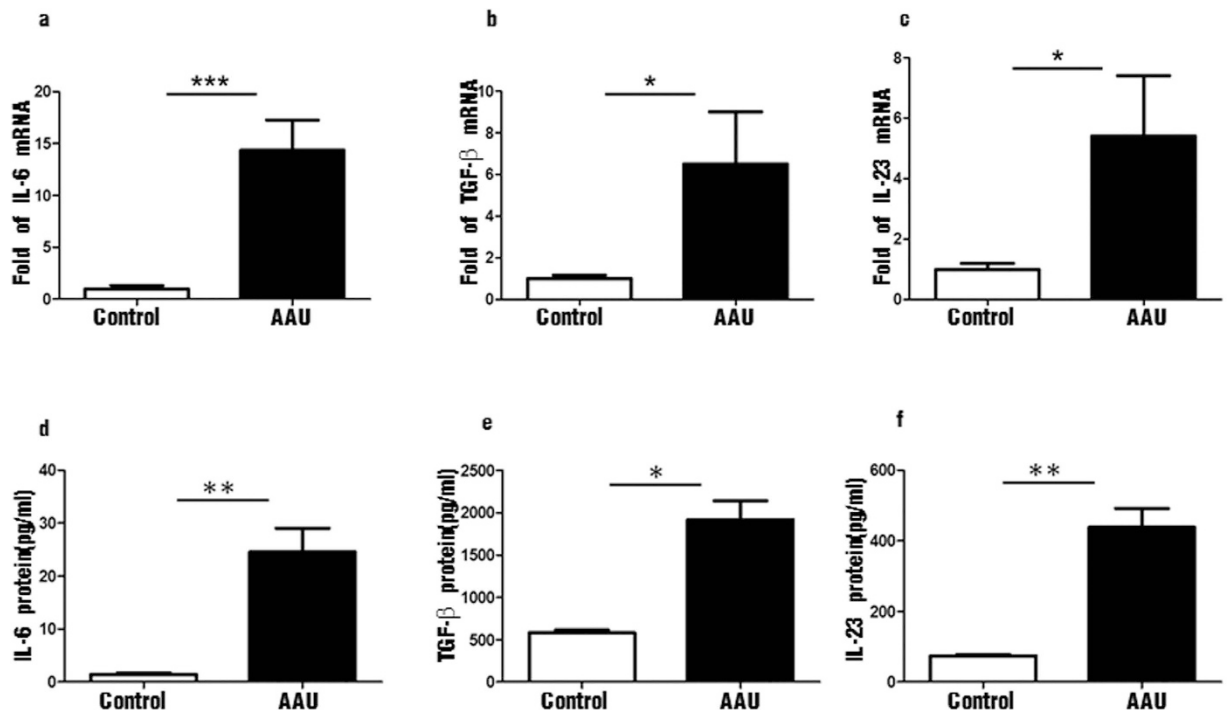 a
***
Fold of IL-6 mRNA
20
15
10
5
0
Control AAU
b
*
Fold of TGF-β mRNA
10
8
6
4
2
0
Control AAU
c
*
Fold of IL-23 mRNA
8
6
4
2
0
Control AAU
d
**
IL-6 protein(pg/ml)
40
30
20
10
0
Control AAU
e
*
TGF-β protein(pg/ml)
2500
2000
1500
1000
500
0
Control AAU
f
**
IL-23 protein(pg/ml)
600
400
200
0
Control AAU